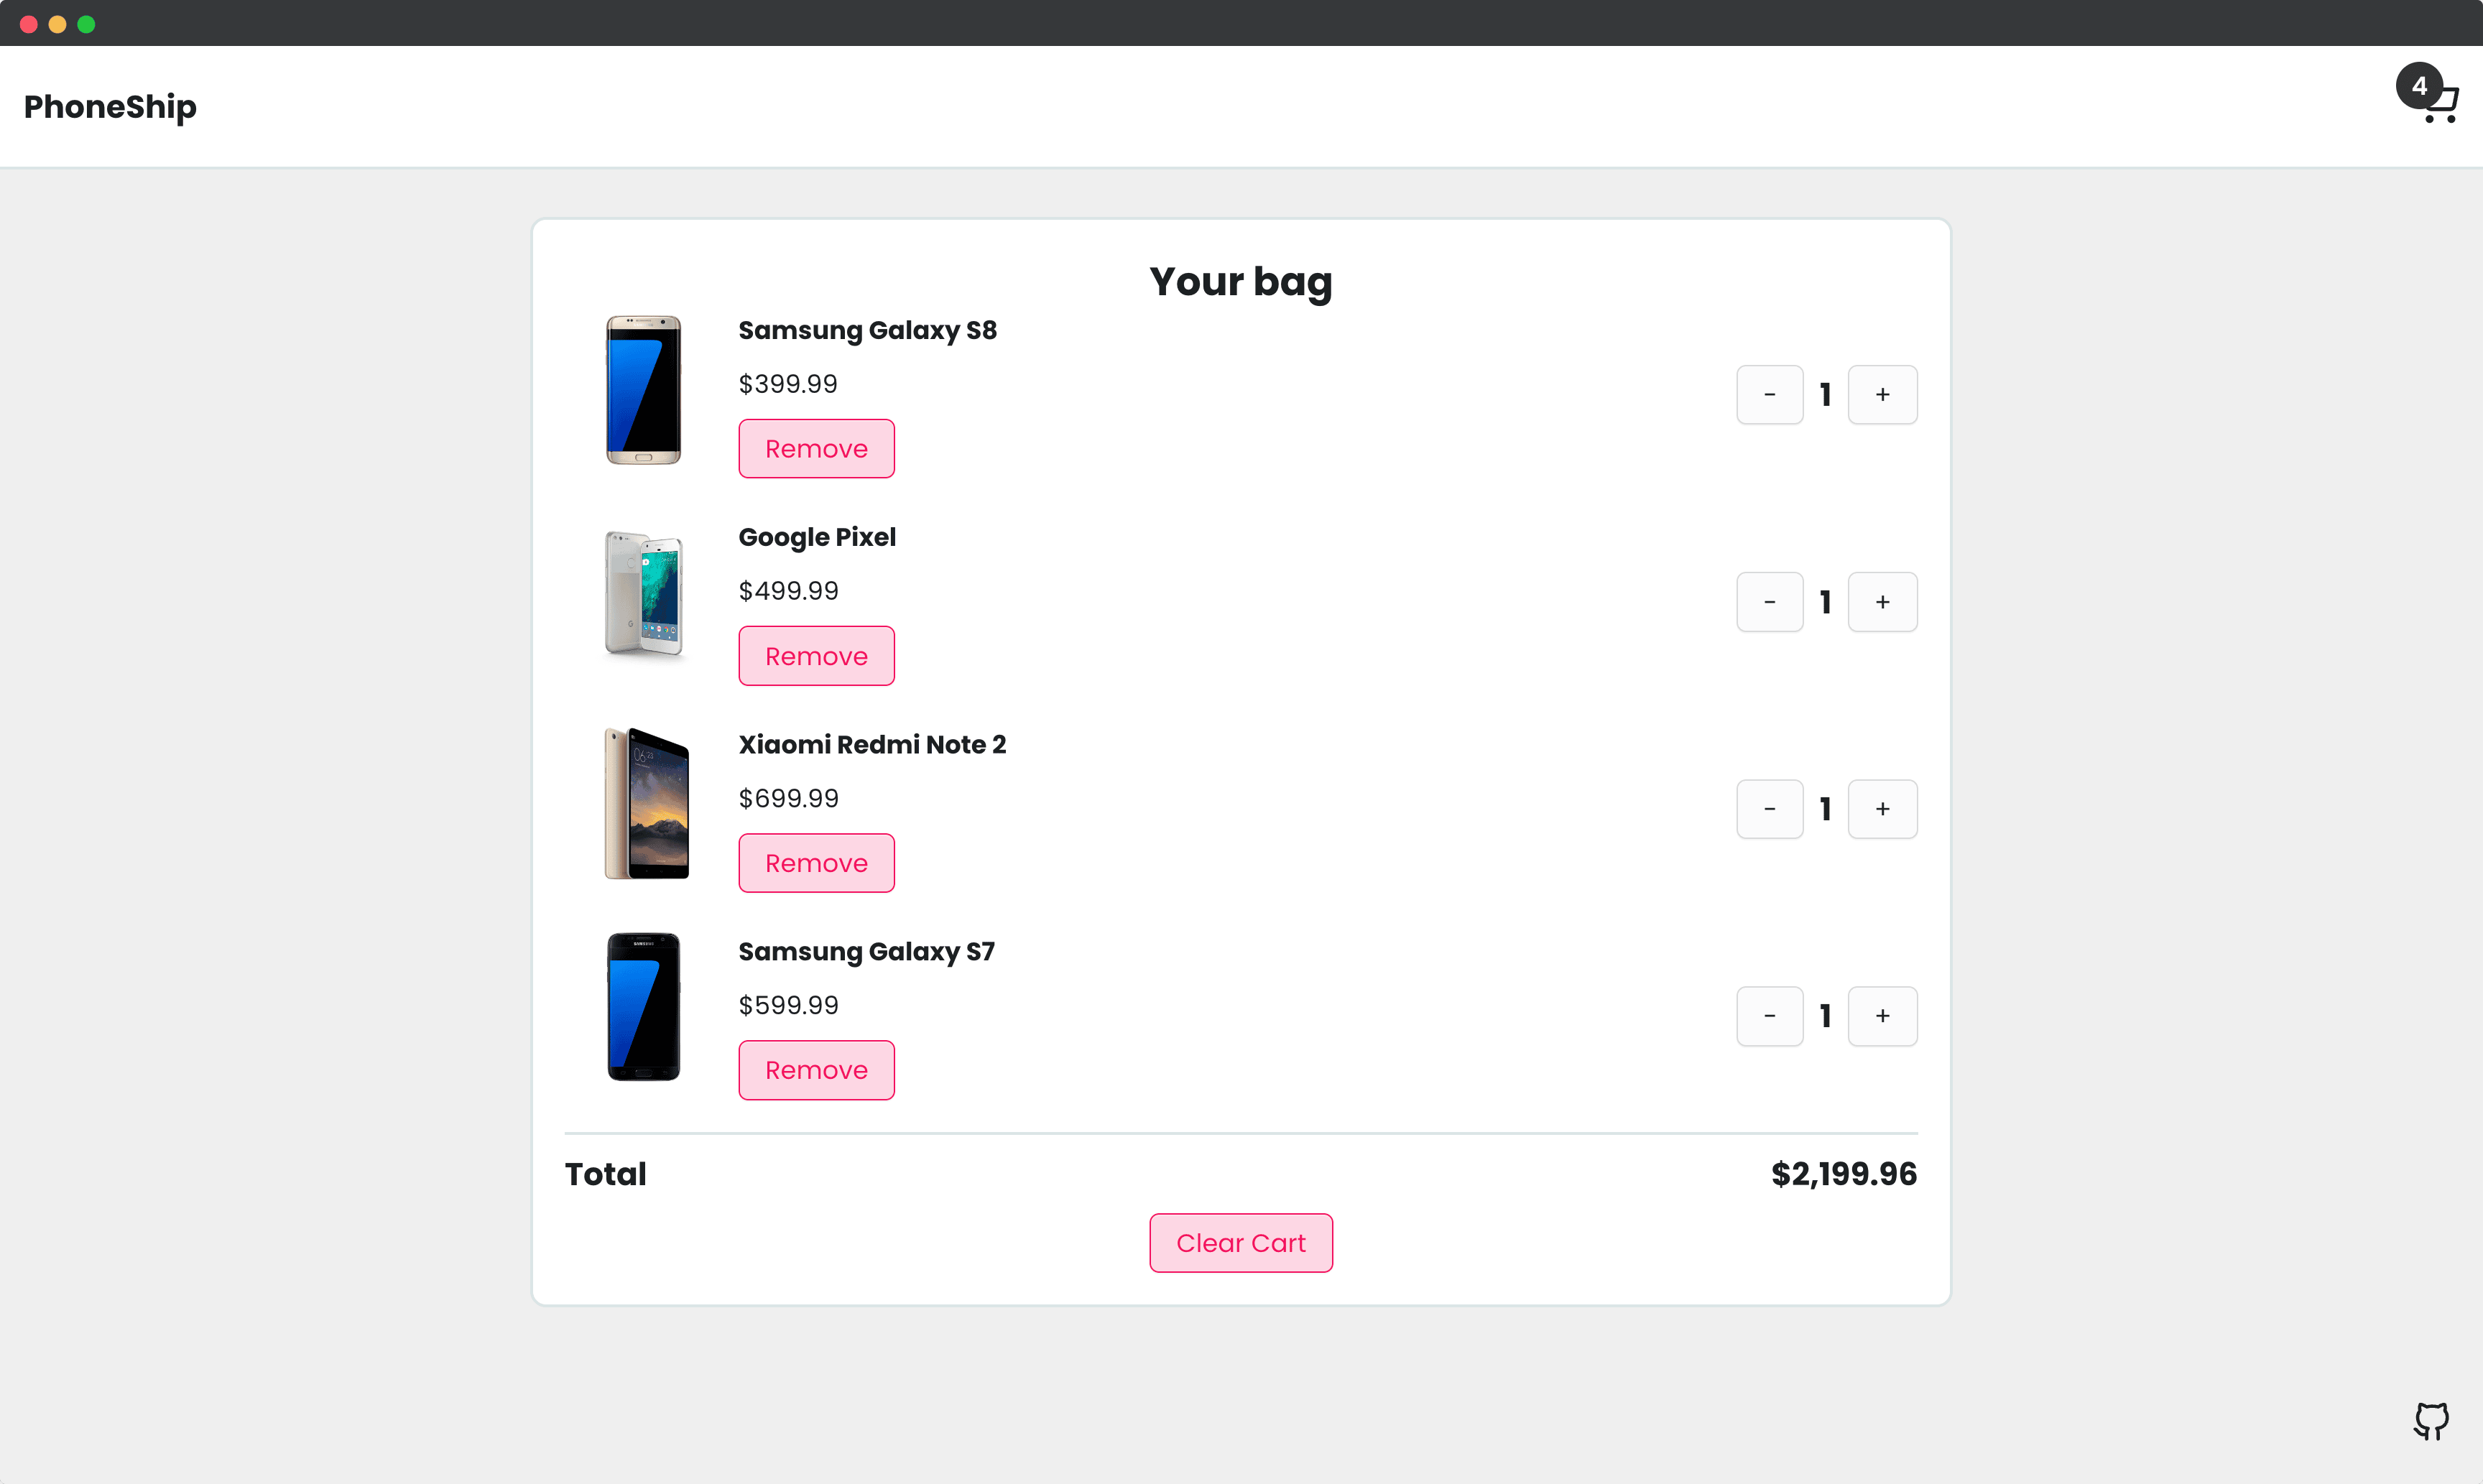 PhoneShip
4
Your bag
Samsung Galaxy S8
$399.99
- 1 +
Remove
Google Pixel
$499.99
- 1 +
Remove
Xiaomi Redmi Note 2
$699.99
- 1 +
Remove
SAMSUNG
Samsung Galaxy S7
$599.99
- 1 +
Remove
Total $2,199.96
Clear Cart